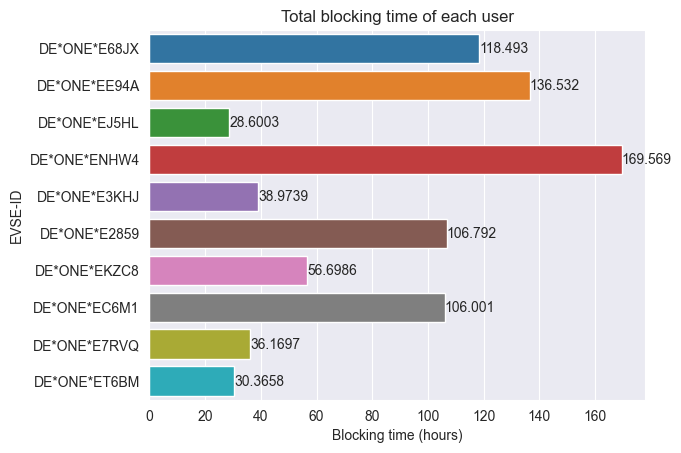 Total blocking time of each user
EVSE-ID
DE*ONE*E68JX 118.493
DE*ONE*EE94A 136.532
DE*ONE*EJ5HL 28.6003
DE*ONE*ENHW4 169.569
DE*ONE*E3KHJ 38.9739
DE*ONE*E2859 106.792
DE*ONE*EKZC8 56.6986
DE*ONE*EC6M1 106.001
DE*ONE*E7RVQ 36.1697
DE*ONE*ET6BM 30.3658
0 20 40 60 80 100 120 140 160
Blocking time (hours)